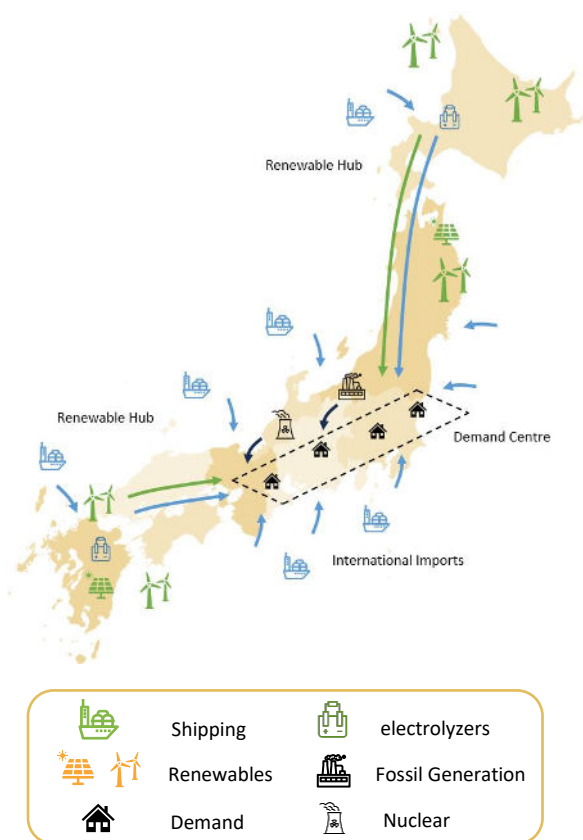 Renewable Hub
Renewable Hub
Demand Centre
International Imports
Shipping
electrolyzers
Renewables
Fossil Generation
Demand
Nuclear